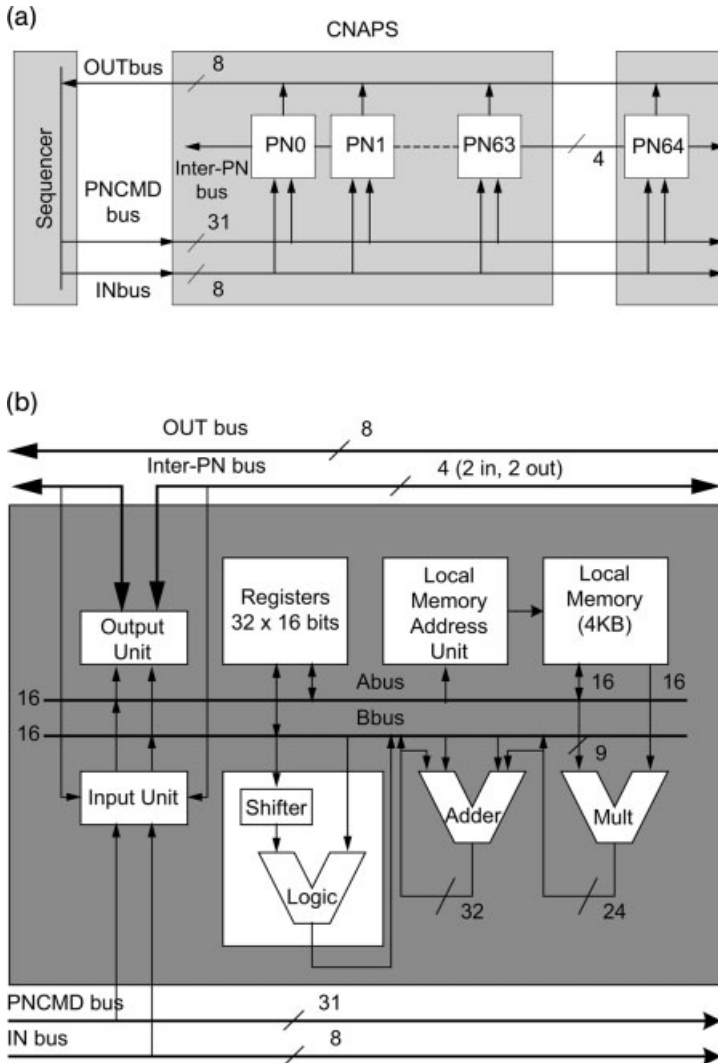 (a)
CNAPS
OUTbus
8
Sequencer
PN0
PN1
PN63
PN64
4
Inter-PN
bus
PNCMD
bus
31
INbus
8
(b)
OUT bus
8
Inter-PN bus
4 (2 in, 2 out)
Output
Unit
Registers
32 x 16 bits
Local
Memory
Address
Unit
Local
Memory
(4KB)
16
Abus
16
16
16
Bbus
9
Input Unit
Shifter
Logic
Adder
Mult
32
24
PNCMD bus
31
IN bus
8